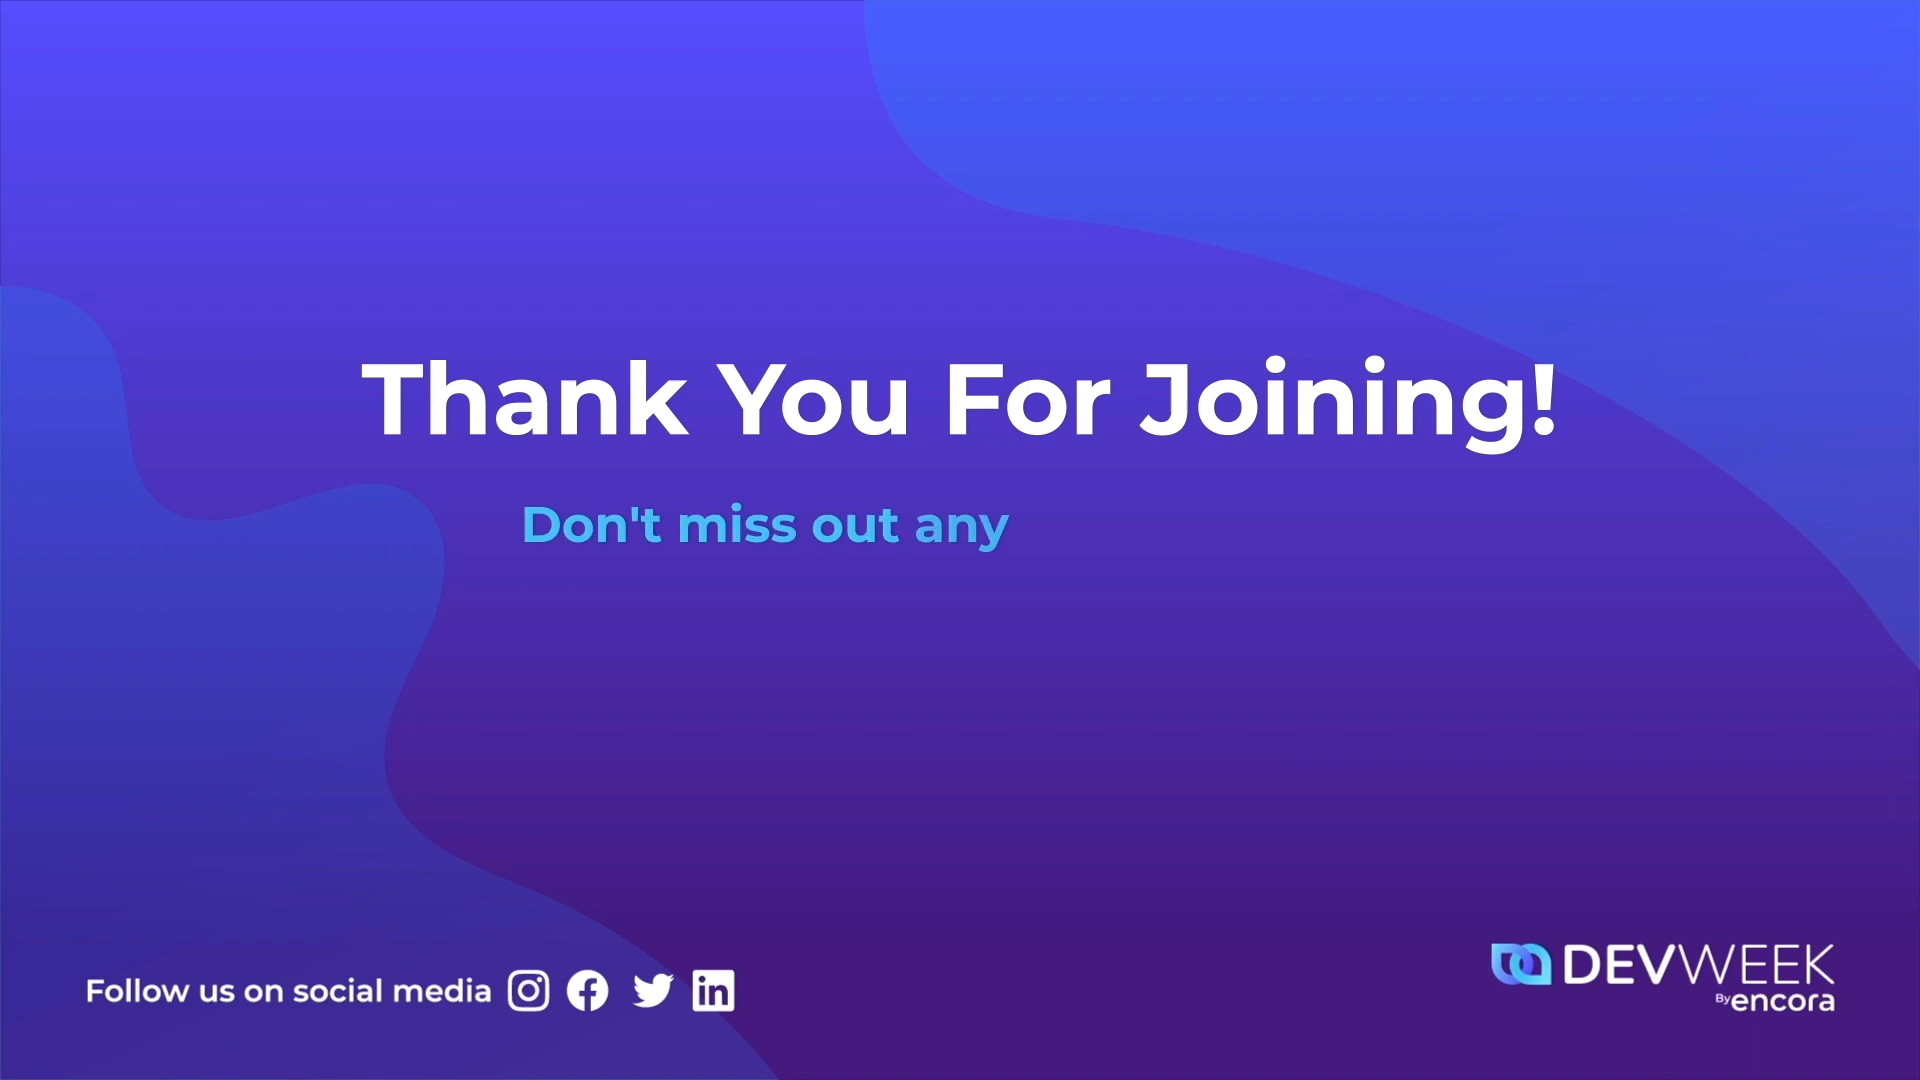 Thank You For Joining!
Don't miss out any
Follow us on social media
DEVWEEK
By encora